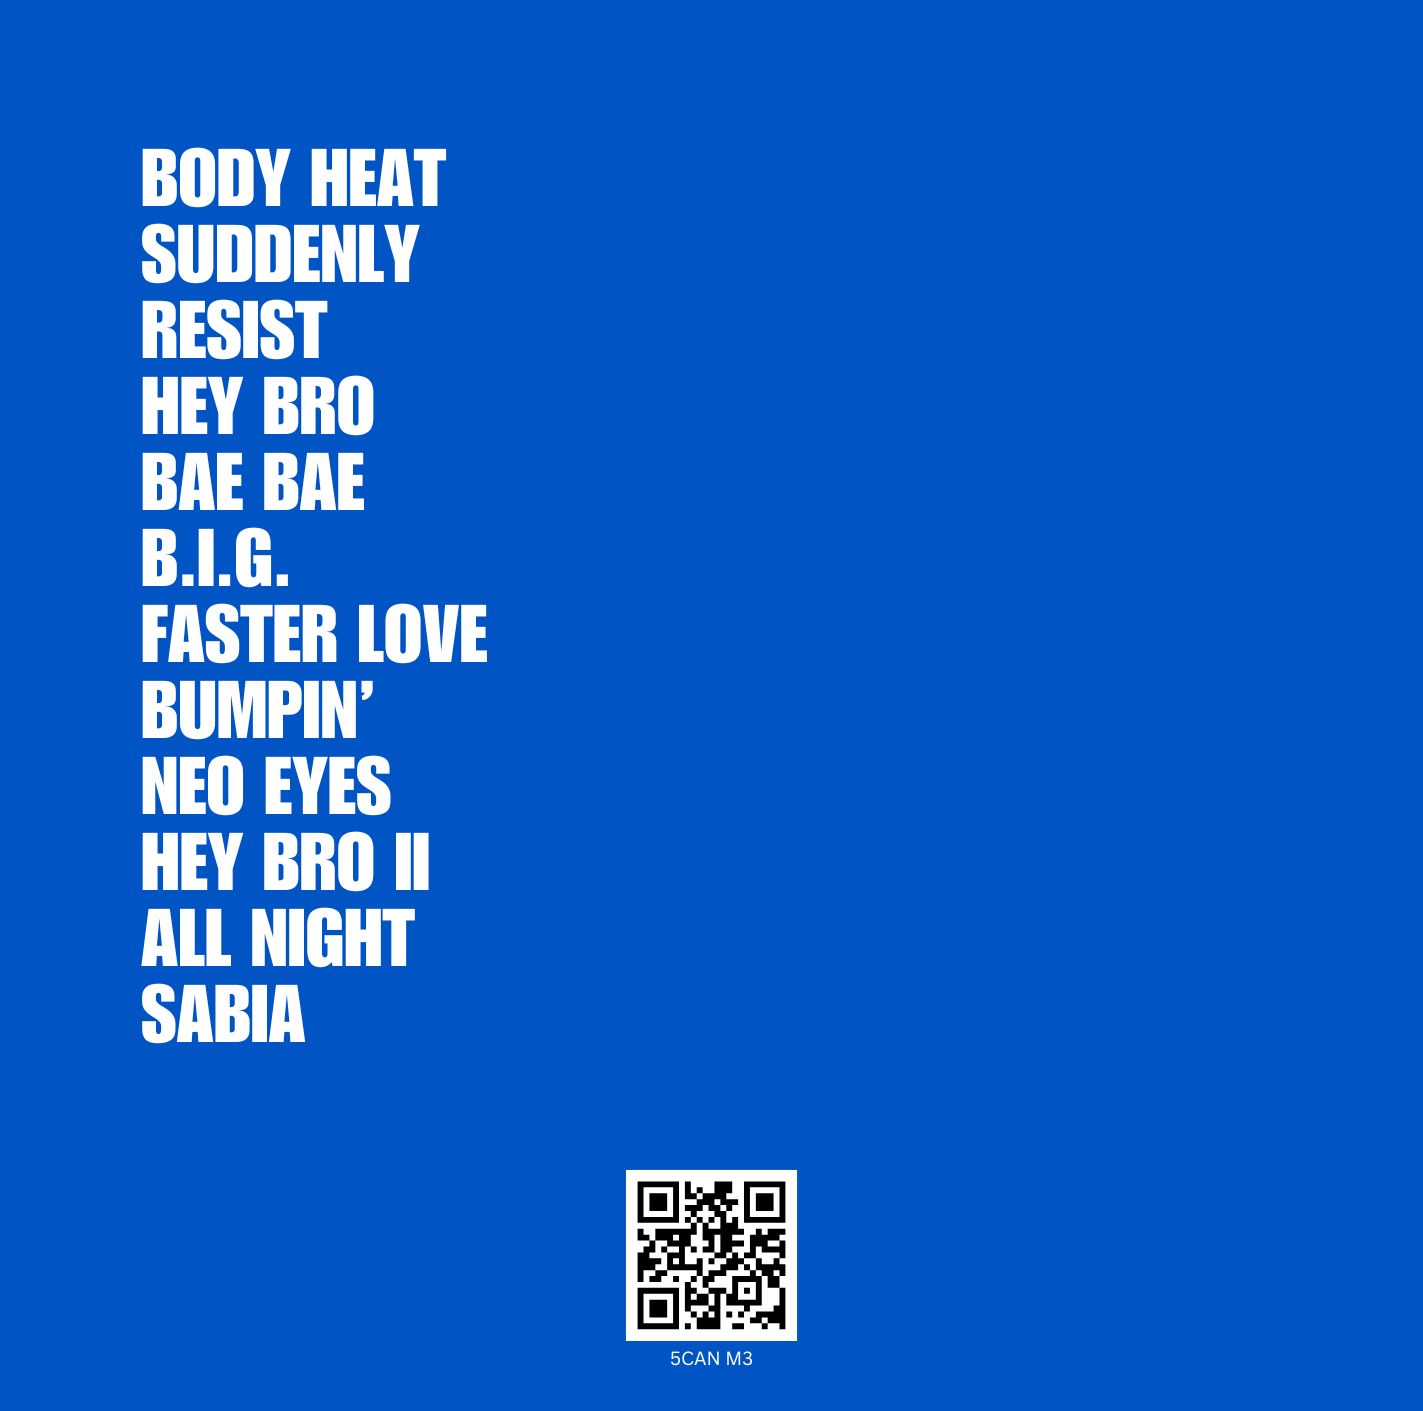 BODY HEAT
SUDDENLY
RESIST
HEY BRO
BAE BAE
B.I.G.
FASTER LOVE
BUMPIN’
NEO EYES
HEY BRO II
ALL NIGHT
SABIA
5CAN M3